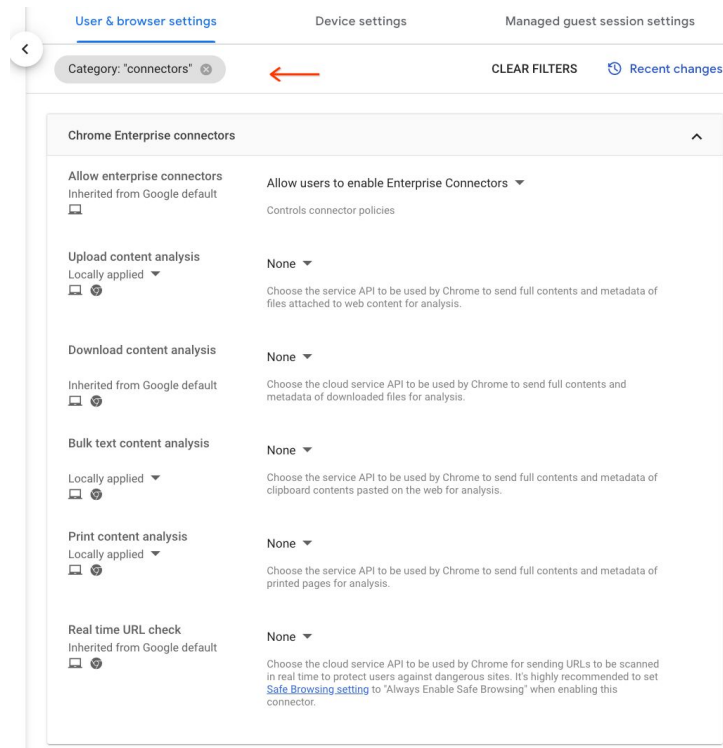 User & browser settings
Device settings
Managed guest session settings
Category: "connectors"
CLEAR FILTERS
Recent changes
Chrome Enterprise connectors
Allow enterprise connectors
Inherited from Google default
Allow users to enable Enterprise Connectors
Controls connector policies
Upload content analysis
Locally applied
None
Choose the service API to be used by Chrome to send full contents and metadata of
files attached to web content for analysis.
Download content analysis
Inherited from Google default
None
Choose the cloud service API to be used by Chrome to send full contents and
metadata of downloaded files for analysis.
Bulk text content analysis
Locally applied
None
Choose the service API to be used by Chrome to send full contents and metadata of
clipboard contents pasted on the web for analysis.
Print content analysis
Locally applied
None
Choose the service API to be used by Chrome to send full contents and metadata of
printed pages for analysis.
Real time URL check
Inherited from Google default
None
Choose the cloud service API to be used by Chrome for sending URLs to be scanned
in real time to protect users against dangerous sites. It's highly recommended to set
Safe Browsing setting to "Always Enable Safe Browsing" when enabling this
connector.